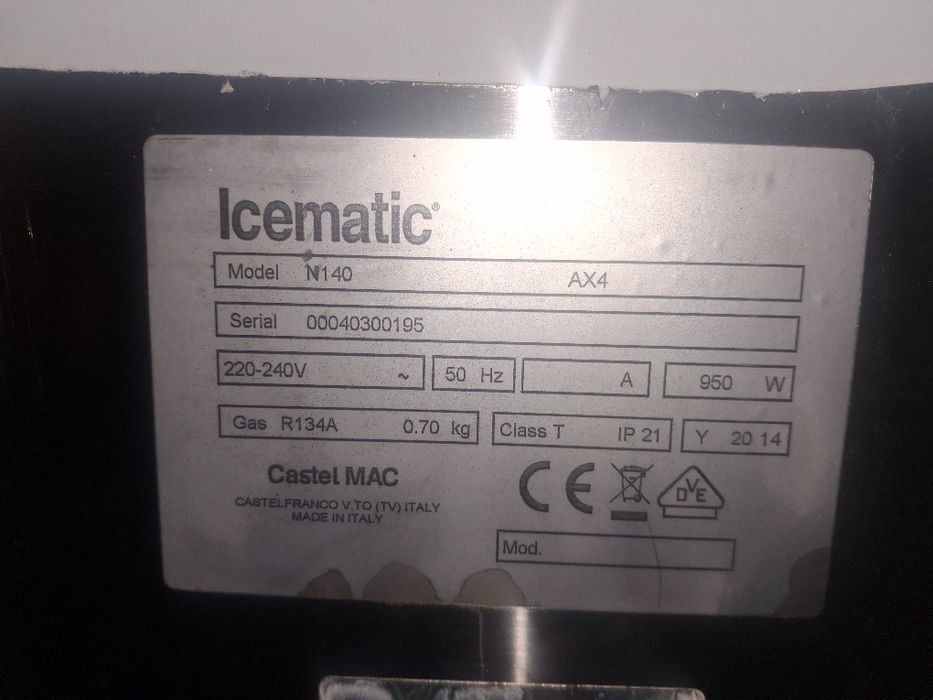 Icematic®
Model N140 AX4
Serial 00040300195
220-240V ~ 50 Hz A 950 W
Gas R134A 0.70 kg Class T IP 21 Y 20 14
Castel MAC
CASTELFRANCO V.TO (TV) ITALY
MADE IN ITALY
CE DVE
Mod.